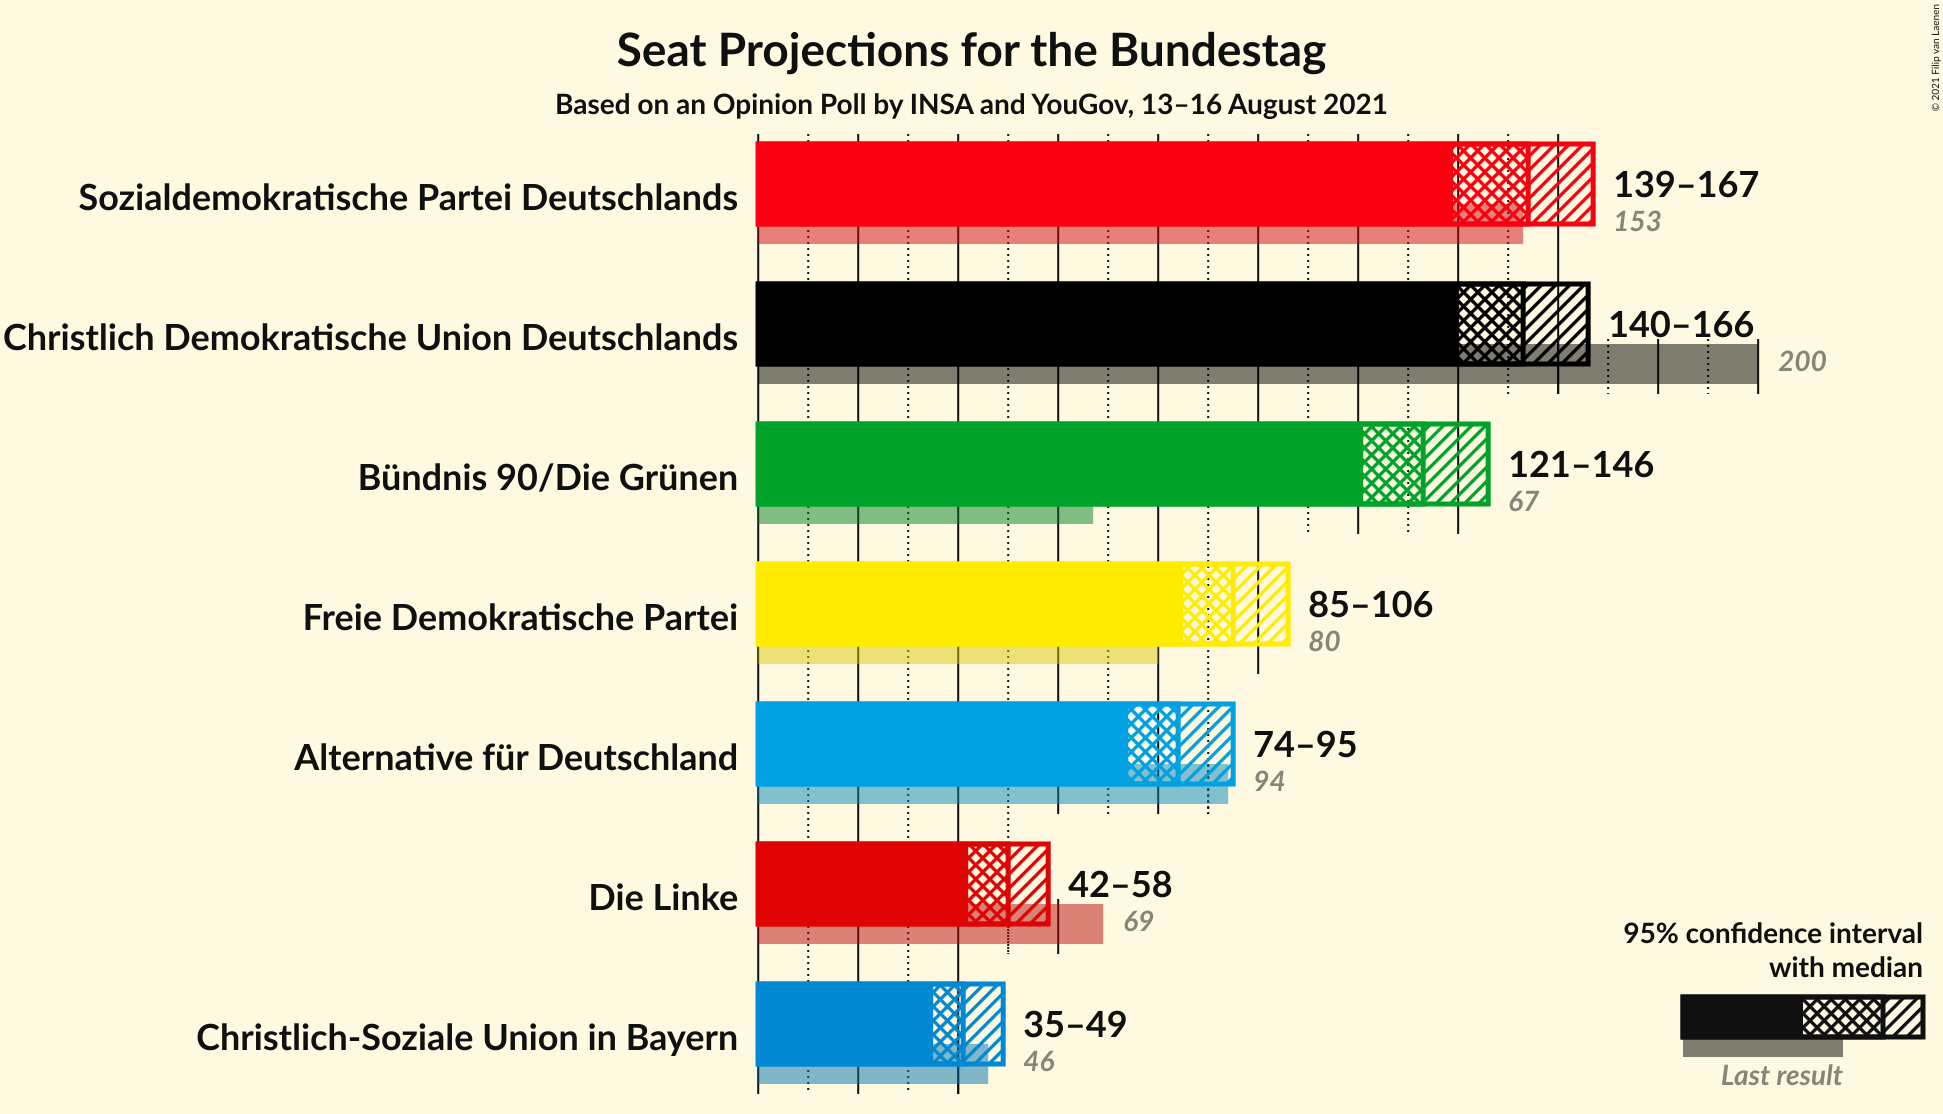 Seat Projections for the Bundestag
Based on an Opinion Poll by INSA and YouGov, 13–16 August 2021
© 2021 Filip van Laenen
Sozialdemokratische Partei Deutschlands
139–167
153
Christlich Demokratische Union Deutschlands
140–166
200
Bündnis 90/Die Grünen
121–146
67
Freie Demokratische Partei
85–106
80
Alternative für Deutschland
74–95
94
Die Linke
42–58
69
Christlich-Soziale Union in Bayern
35–49
46
95% confidence interval
with median
Last result